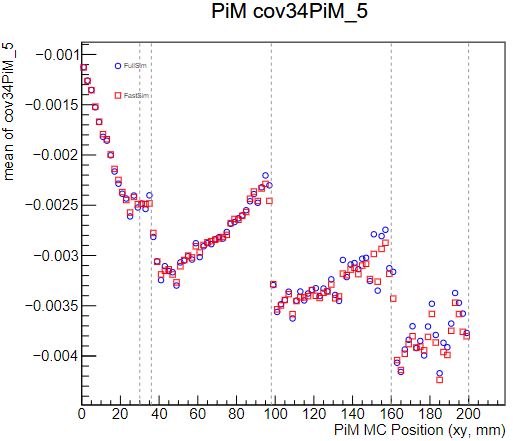 PiM cov34PiM_5
mean of cov34PiM_5
−0.001
−0.0015
−0.002
−0.0025
−0.003
−0.0035
−0.004
FullSim
FastSim
0 20 40 60 80 100 120 140 160 180 200
PiM MC Position (xy, mm)